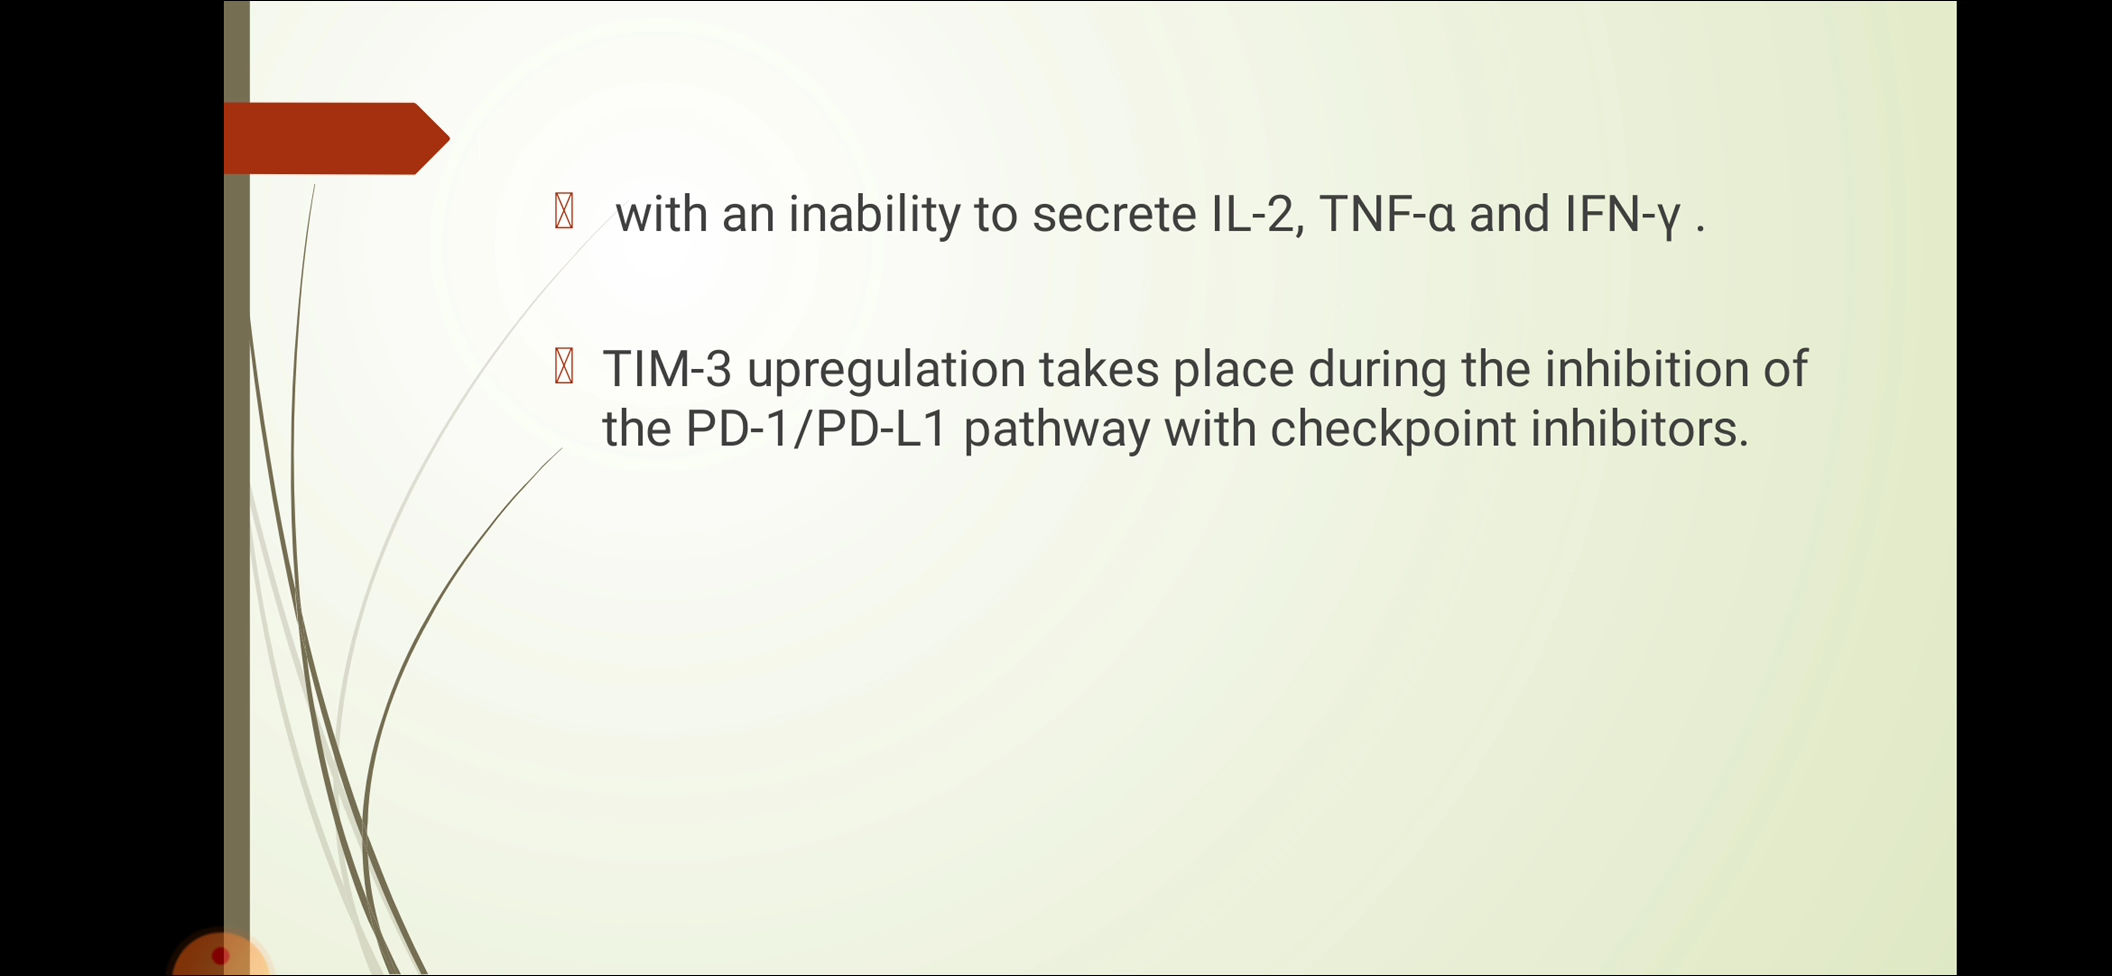 with an inability to secrete IL-2, TNF-α and IFN-γ .
TIM-3 upregulation takes place during the inhibition of
the PD-1/PD-L1 pathway with checkpoint inhibitors.